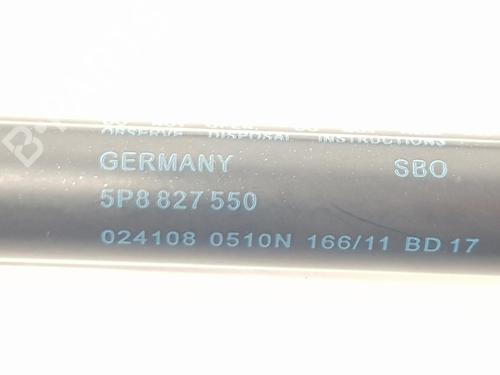 OBSERVE DISPOSAL INSTRUCTIONS
GERMANY SBO
5P8 827 550
024108 0510N 166/11 BD 17